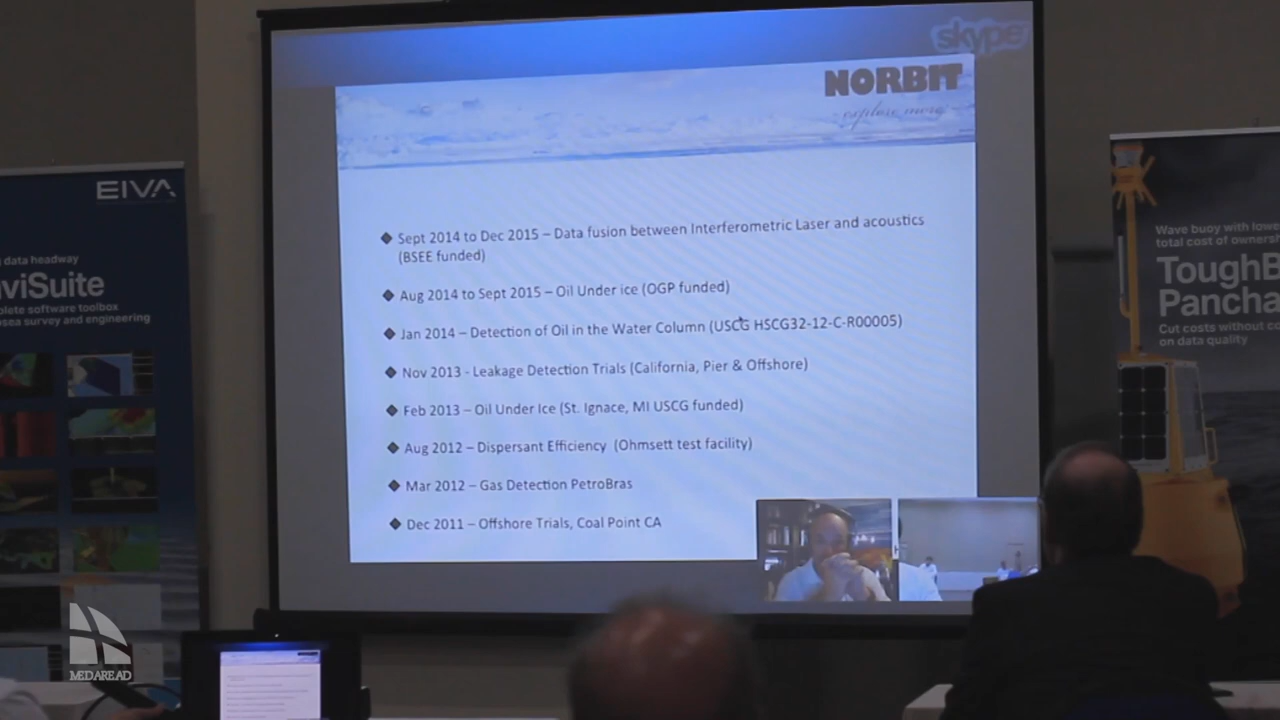 skype
NORBIT
explore more
◆ Sept 2014 to Dec 2015 – Data fusion between Interferometric Laser and acoustics
(BSEE funded)
◆ Aug 2014 to Sept 2015 – Oil Under ice (OGP funded)
◆ Jan 2014 – Detection of Oil in the Water Column (USCG HSCG32-12-C-R00005)
◆ Nov 2013 - Leakage Detection Trials (California, Pier & Offshore)
◆ Feb 2013 – Oil Under Ice (St. Ignace, MI USCG funded)
◆ Aug 2012 – Dispersant Efficiency (Ohmsett test facility)
◆ Mar 2012 – Gas Detection PetroBras
◆ Dec 2011 – Offshore Trials, Coal Point CA
EIVA
data headway
viSuite
plete software toolbox
sea survey and engineering
Wave buoy with lowe
total cost of owners
ToughB
Pancha
Cut costs without c
on data quality
MEDAREAD